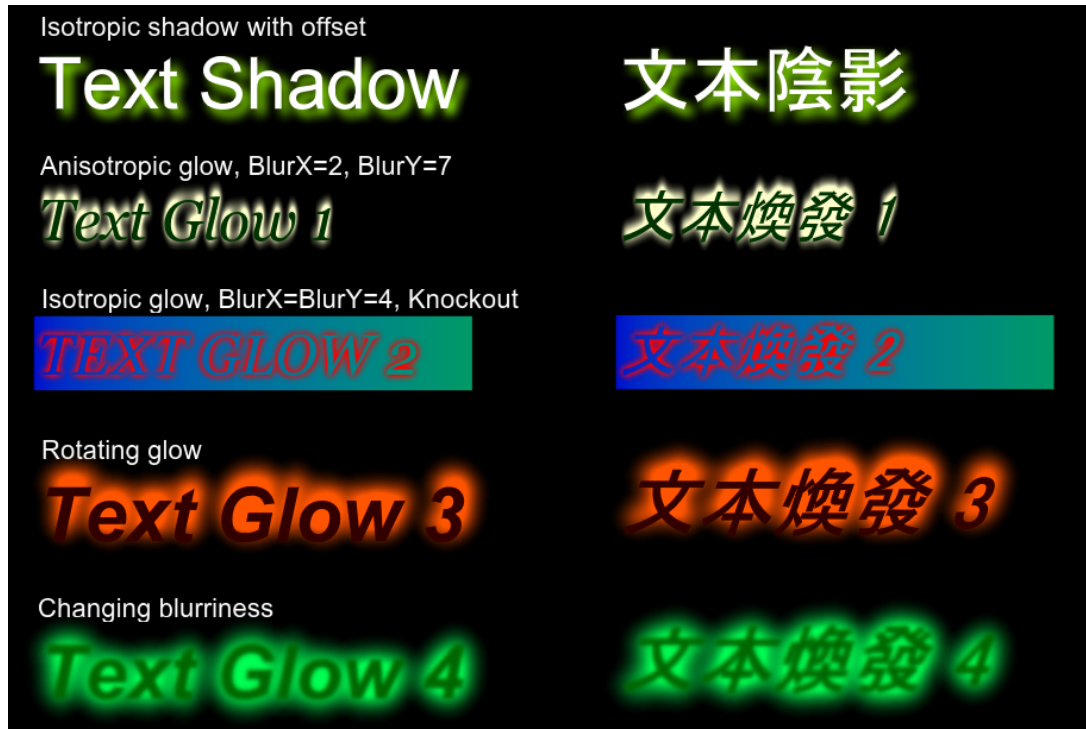 Isotropic shadow with offset
Text Shadow 文本陰影
Anisotropic glow, BlurX=2, BlurY=7
Text Glow 1 文本煥發 1
Isotropic glow, BlurX=BlurY=4, Knockout
TEXT GLOW 2 文本煥發 2
Rotating glow
Text Glow 3 文本煥發 3
Changing blurriness
Text Glow 4 文本煥發 4